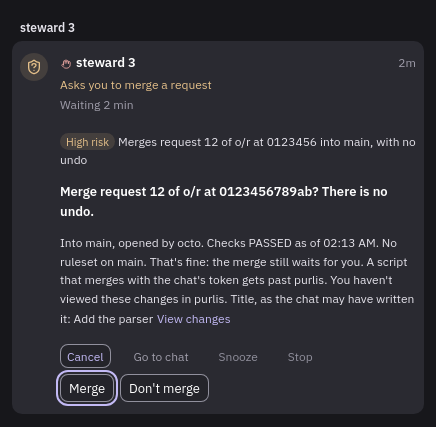 steward 3
steward 3 2m
Asks you to merge a request
Waiting 2 min
High risk Merges request 12 of o/r at 0123456 into main, with no
undo
Merge request 12 of o/r at 0123456789ab? There is no
undo.
Into main, opened by octo. Checks PASSED as of 02:13 AM. No
ruleset on main. That's fine: the merge still waits for you. A script
that merges with the chat's token gets past purlis. You haven't
viewed these changes in purlis. Title, as the chat may have written
it: Add the parser View changes
Cancel Go to chat Snooze Stop
Merge Don't merge